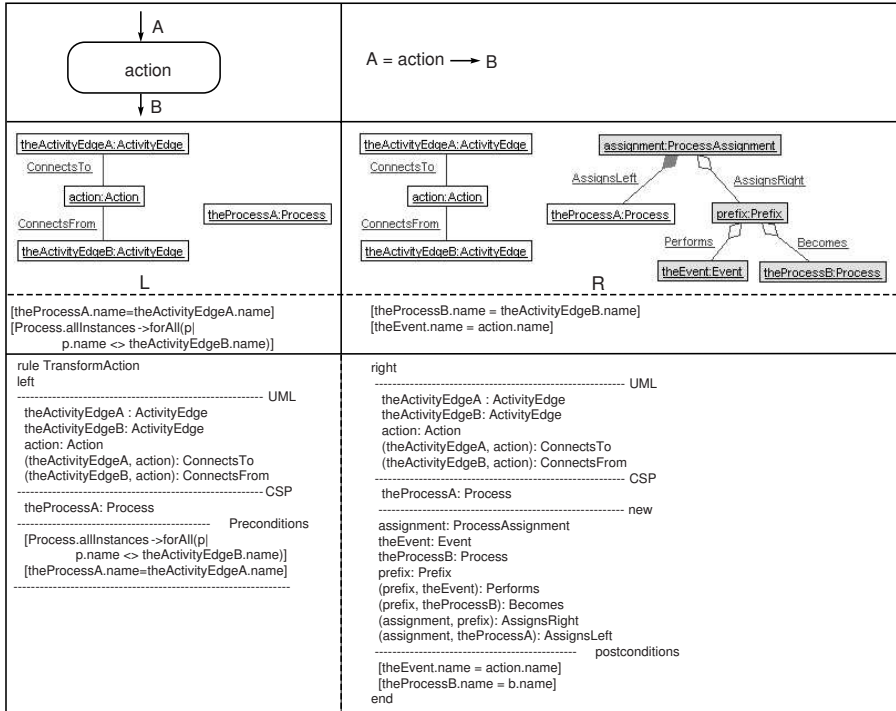 A
action
B
A = action → B
theActivityEdgeA:ActivityEdge
ConnectsTo
action:Action
ConnectsFrom
theActivityEdgeB:ActivityEdge
theProcessA:Process
L
theActivityEdgeA:ActivityEdge
ConnectsTo
action:Action
ConnectsFrom
theActivityEdgeB:ActivityEdge
assignment:ProcessAssignment
AssignsLeft
AssignsRight
theProcessA:Process
prefix:Prefix
Performs
Becomes
theEvent:Event
theProcessB:Process
R
[theProcessA.name=theActivityEdgeA.name]
[Process.allInstances->forAll(p|
p.name <> theActivityEdgeB.name)]
[theProcessB.name = theActivityEdgeB.name]
[theEvent.name = action.name]
rule TransformAction
left
UML
theActivityEdgeA : ActivityEdge
theActivityEdgeB: ActivityEdge
action: Action
(theActivityEdgeA, action): ConnectsTo
(theActivityEdgeB, action): ConnectsFrom
CSP
theProcessA: Process
Preconditions
[Process.allInstances->forAll(p|
p.name <> theActivityEdgeB.name)]
[theProcessA.name=theActivityEdgeA.name]
right
UML
theActivityEdgeA : ActivityEdge
theActivityEdgeB: ActivityEdge
action: Action
(theActivityEdgeA, action): ConnectsTo
(theActivityEdgeB, action): ConnectsFrom
CSP
theProcessA: Process
new
assignment: ProcessAssignment
theEvent: Event
theProcessB: Process
prefix: Prefix
(prefix, theEvent): Performs
(prefix, theProcessB): Becomes
(assignment, prefix): AssignsRight
(assignment, theProcessA): AssignsLeft
postconditions
[theEvent.name = action.name]
[theProcessB.name = b.name]
end